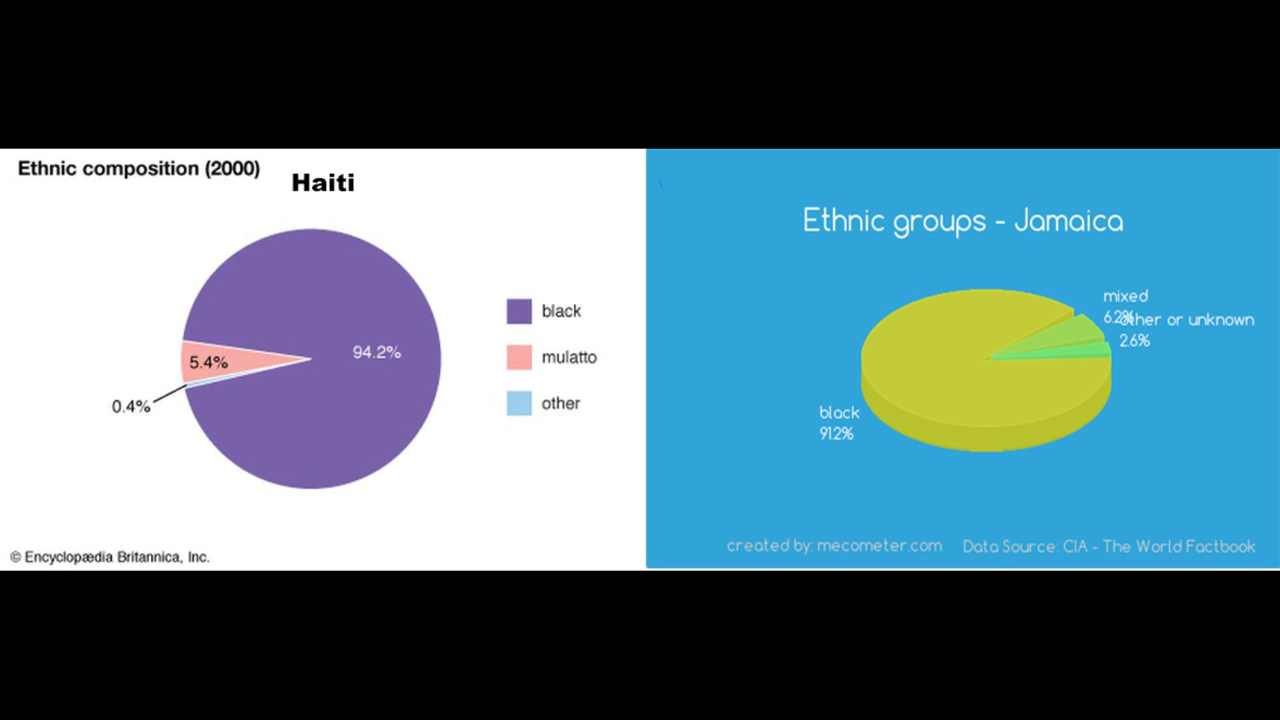 Ethnic composition (2000)
Haiti
black
mulatto
other
94.2%
5.4%
0.4%
© Encyclopædia Britannica, Inc.
Ethnic groups - Jamaica
mixed
6.2%
other or unknown
2.6%
black
91.2%
created by: mecometer.com
Data Source: CIA - The World Factbook